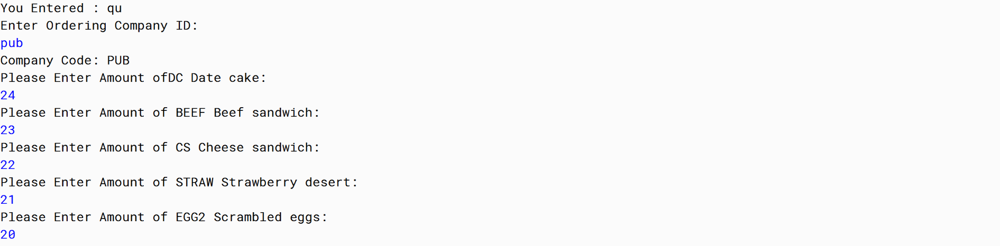 You Entered : qu
Enter Ordering Company ID:
pub
Company Code: PUB
Please Enter Amount ofDC Date cake:
24
Please Enter Amount of BEEF Beef sandwich:
23
Please Enter Amount of CS Cheese sandwich:
22
Please Enter Amount of STRAW Strawberry desert:
21
Please Enter Amount of EGG2 Scrambled eggs:
20